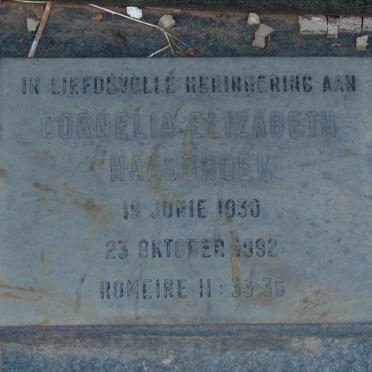 IN LIEFDEVOLLE HERINNERING AAN
CORNELIA ELIZABETH
HAASBROEK
19 JUNIE 1930
23 OKTOBER 1992
ROMEINE 11 : 33-36